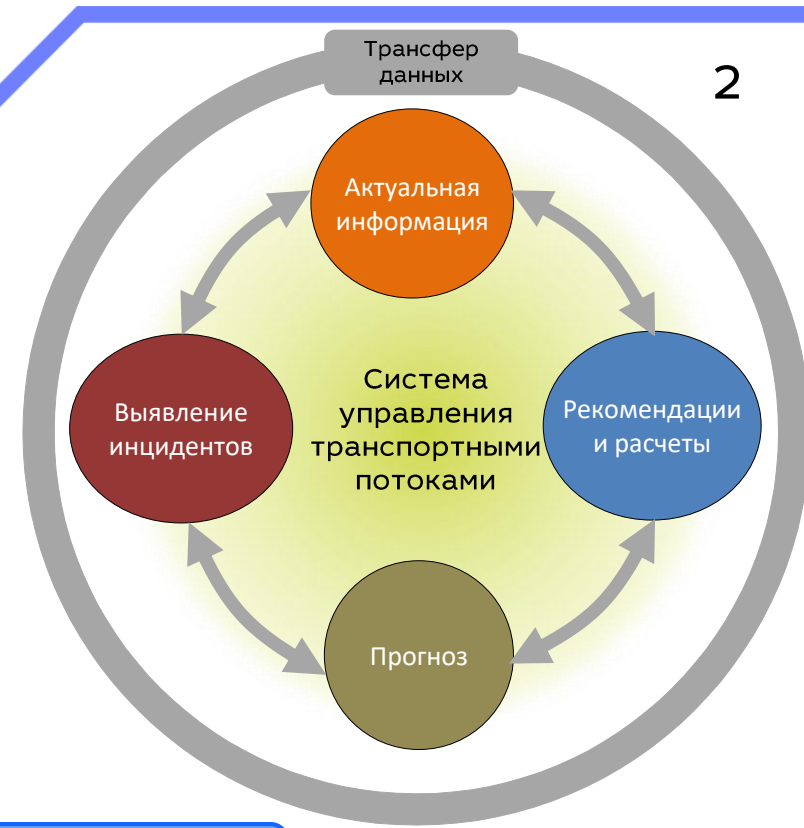 Трансфер
данных
2
Актуальная
информация
Выявление
инцидентов
Система
управления
транспортными
потоками
Рекомендации
и расчеты
Прогноз